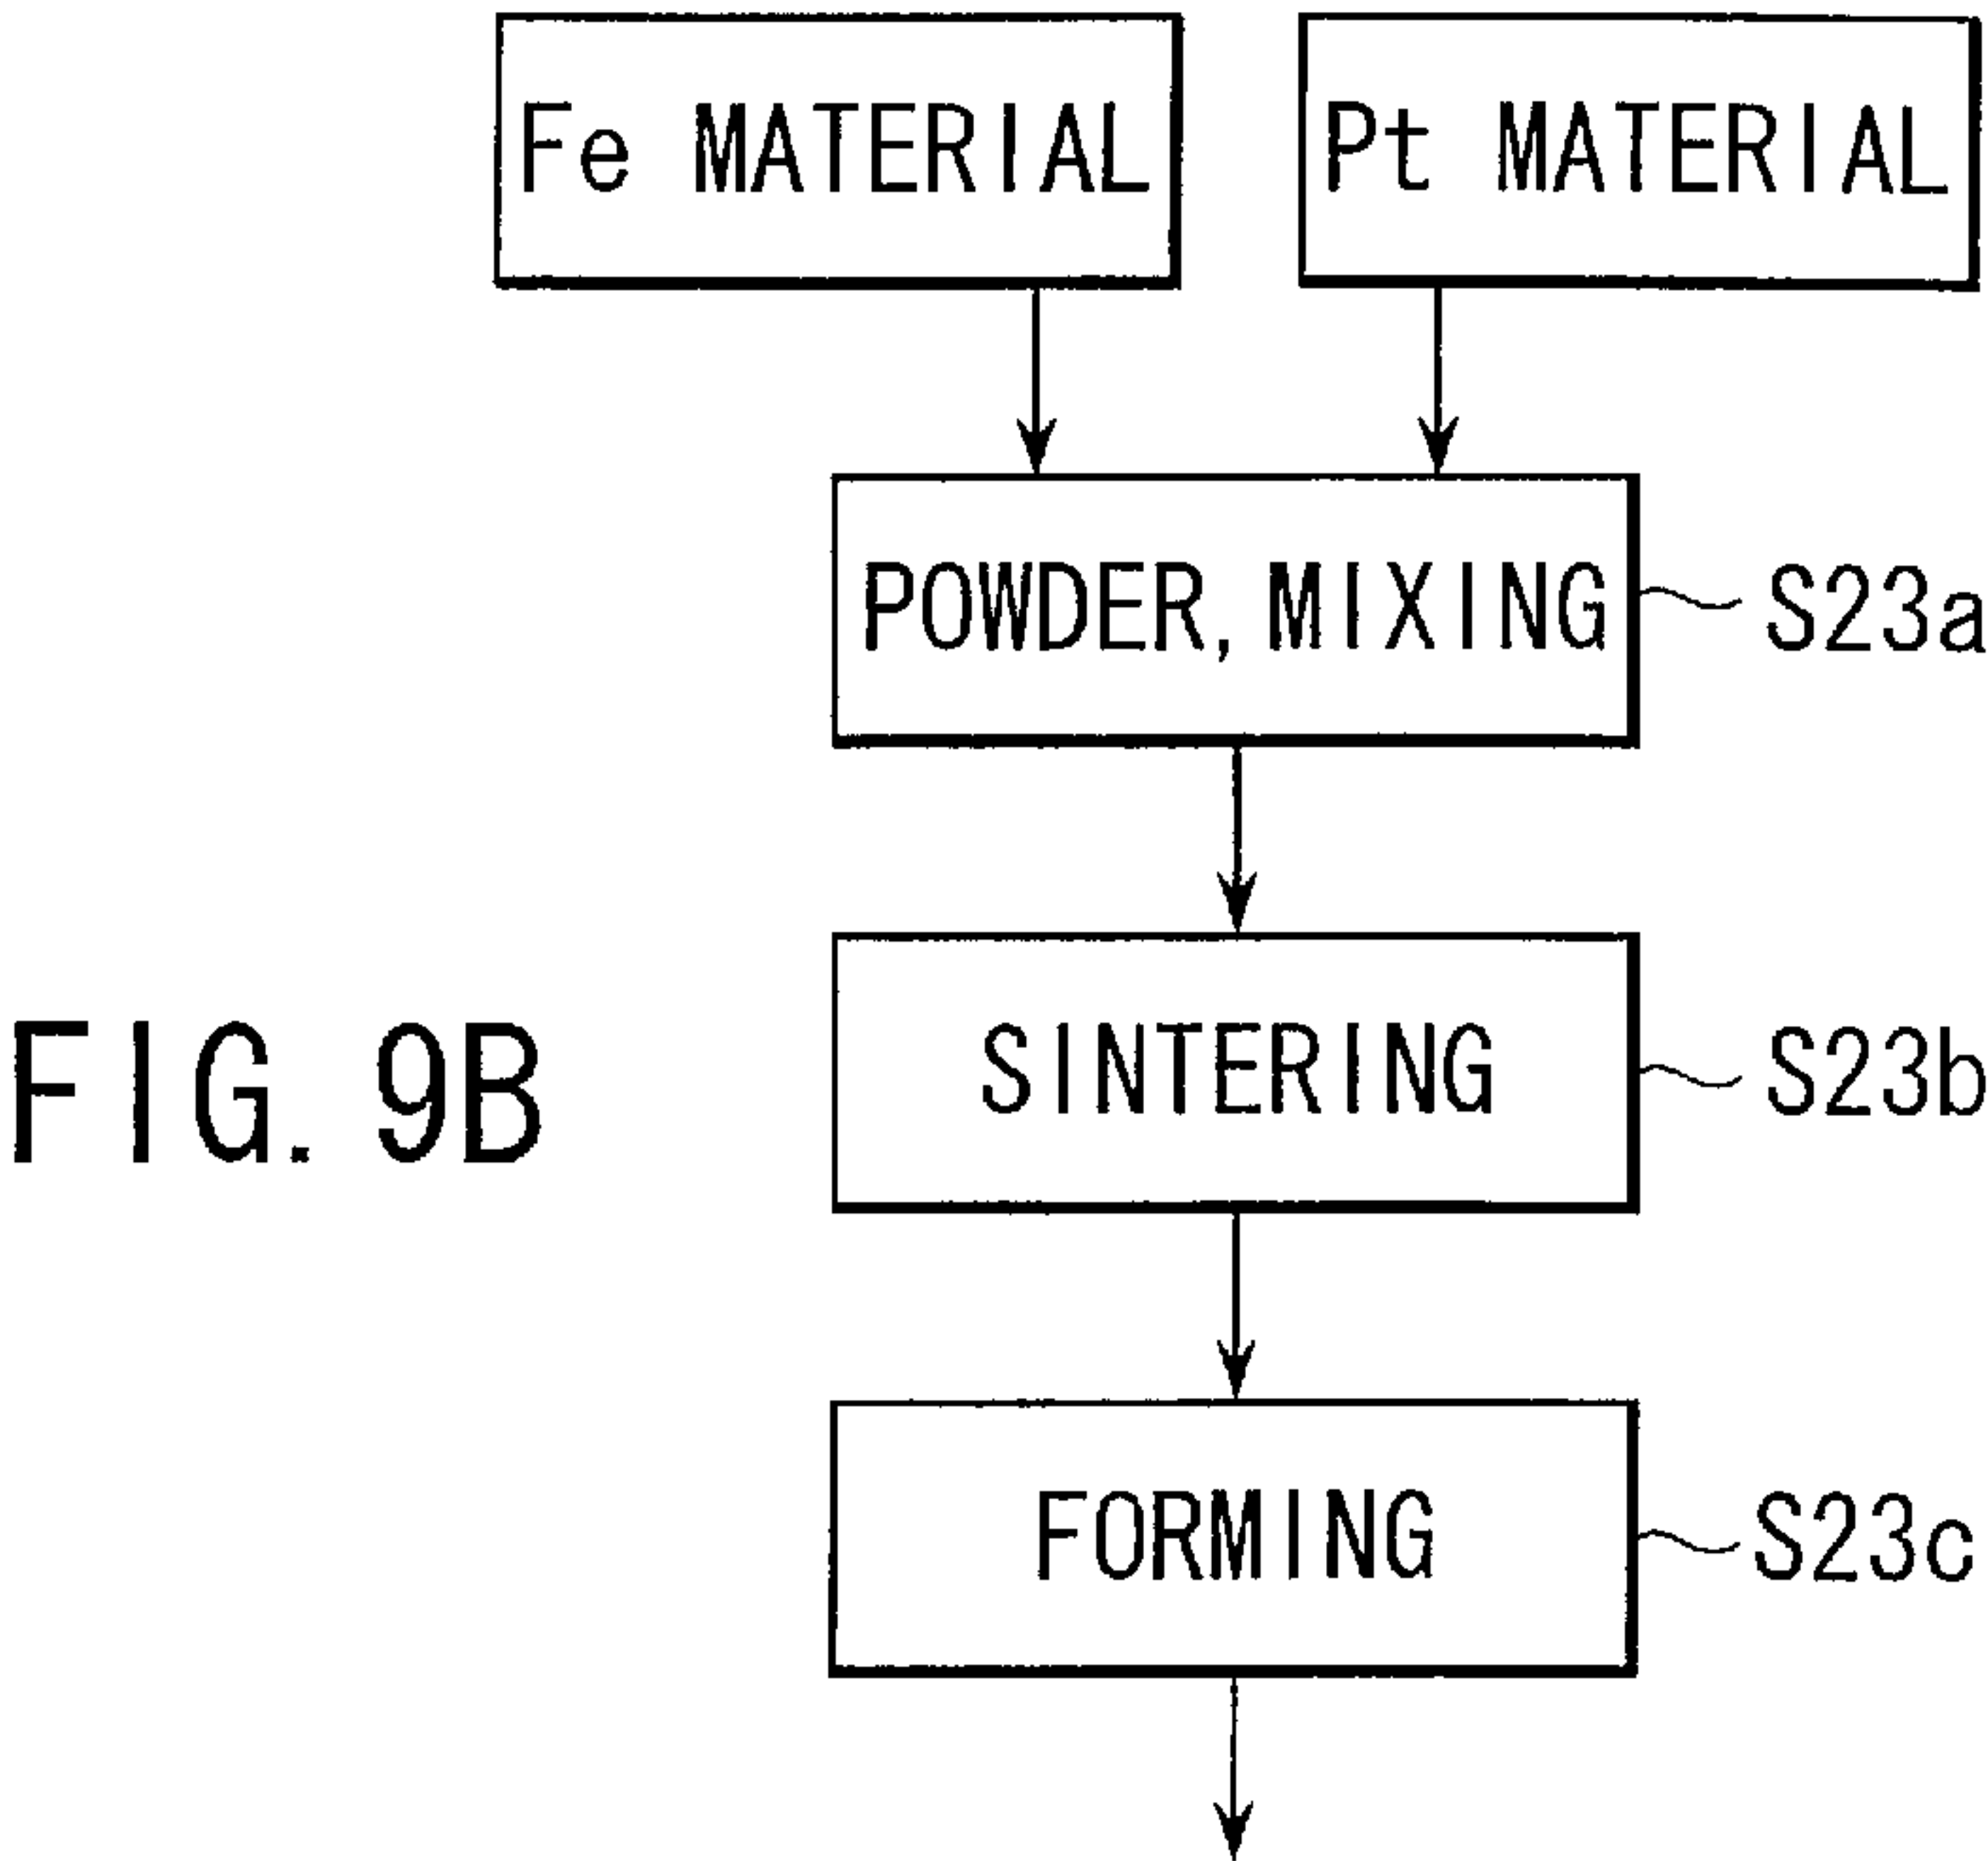 Fe MATERIAL
Pt MATERIAL
POWDER, MIXING
S23a
SINTERING
S23b
FIG. 9B
FORMING
S23c